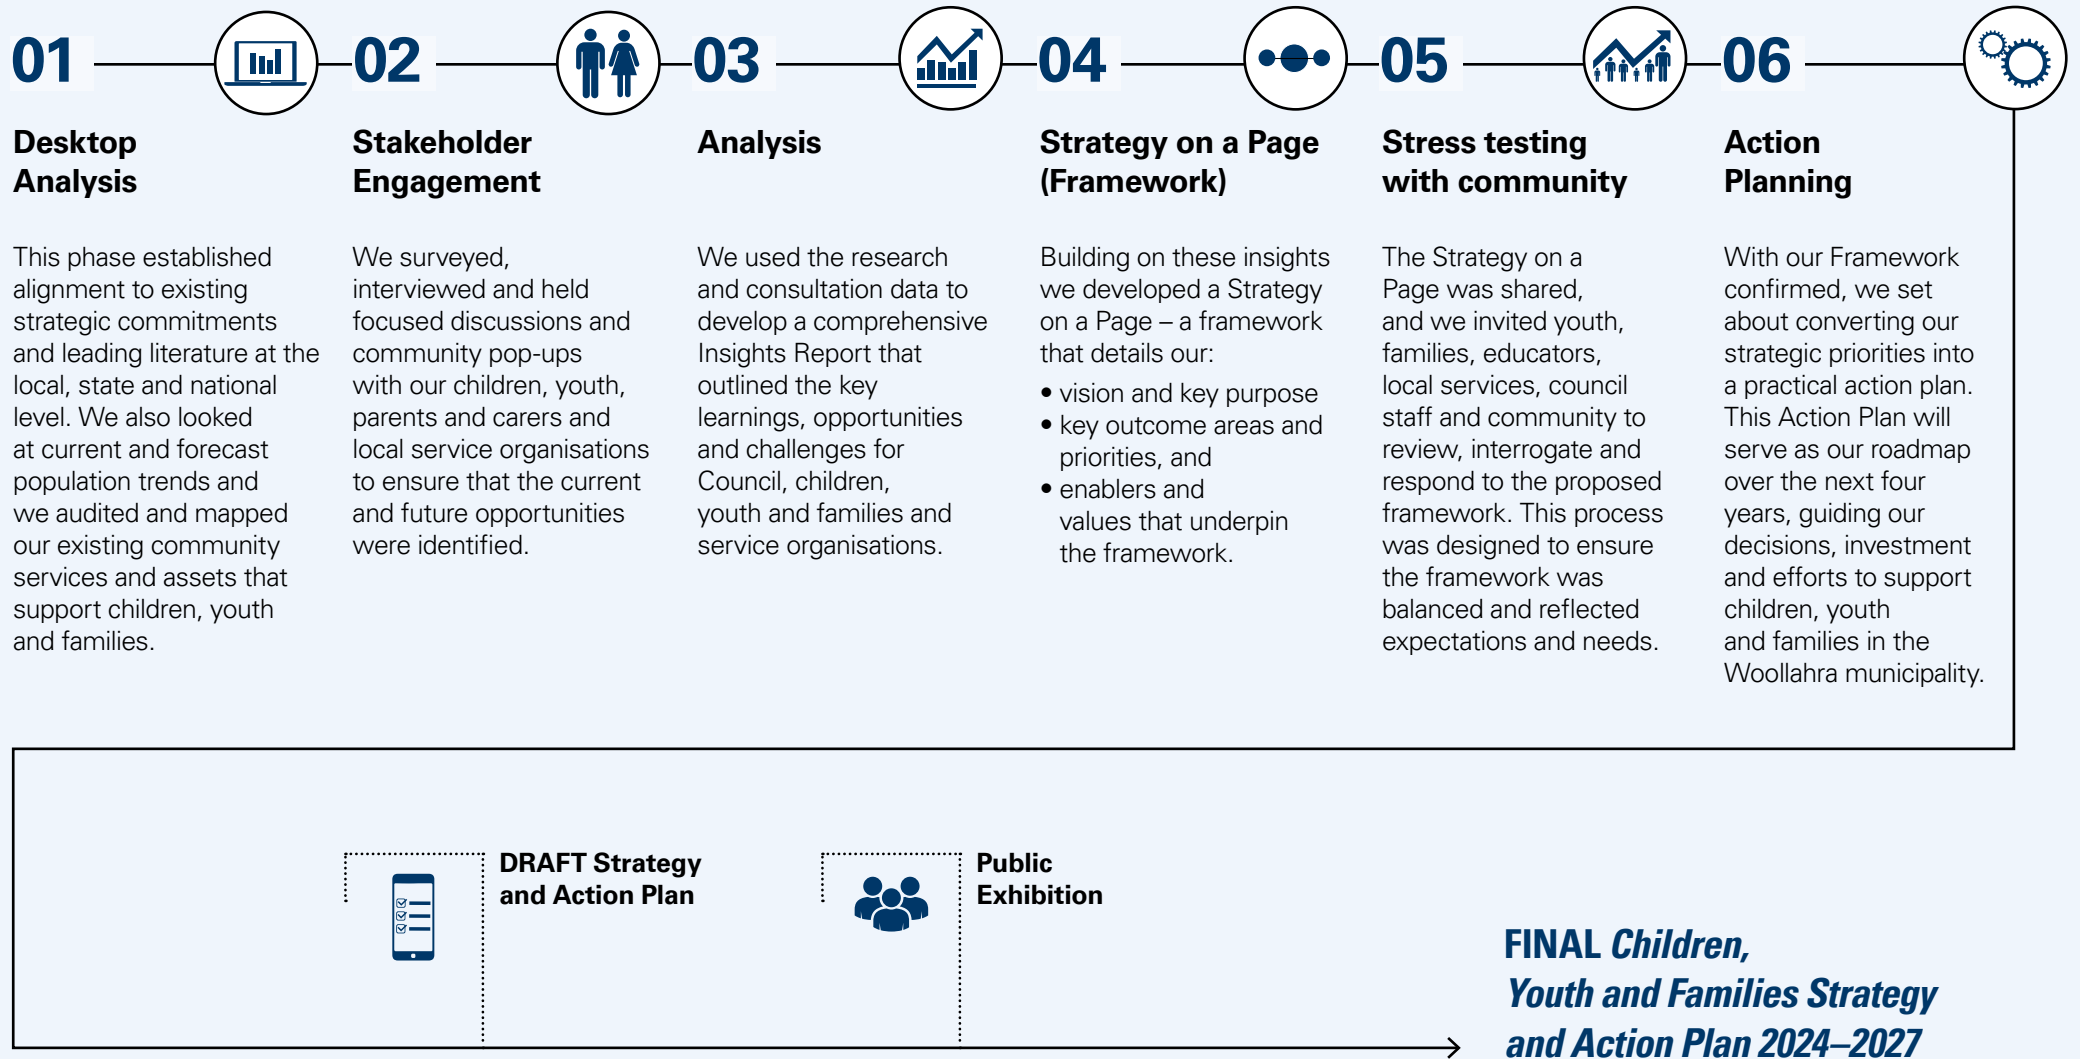 01
Desktop
Analysis
This phase established
alignment to existing
strategic commitments
and leading literature at the
local, state and national
level. We also looked
at current and forecast
population trends and
we audited and mapped
our existing community
services and assets that
support children, youth
and families.
02
Stakeholder
Engagement
We surveyed,
interviewed and held
focused discussions and
community pop-ups
with our children, youth,
parents and carers and
local service organisations
to ensure that the current
and future opportunities
were identified.
03
Analysis
We used the research
and consultation data to
develop a comprehensive
Insights Report that
outlined the key
learnings, opportunities
and challenges for
Council, children,
youth and families and
service organisations.
04
Strategy on a Page
(Framework)
Building on these insights
we developed a Strategy
on a Page – a framework
that details our:
• vision and key purpose
• key outcome areas and
priorities, and
• enablers and
values that underpin
the framework.
05
Stress testing
with community
The Strategy on a
Page was shared,
and we invited youth,
families, educators,
local services, council
staff and community to
review, interrogate and
respond to the proposed
framework. This process
was designed to ensure
the framework was
balanced and reflected
expectations and needs.
06
Action
Planning
With our Framework
confirmed, we set
about converting our
strategic priorities into
a practical action plan.
This Action Plan will
serve as our roadmap
over the next four
years, guiding our
decisions, investment
and efforts to support
children, youth
and families in the
Woollahra municipality.
DRAFT Strategy
and Action Plan
Public
Exhibition
FINAL Children,
Youth and Families Strategy
and Action Plan 2024–2027